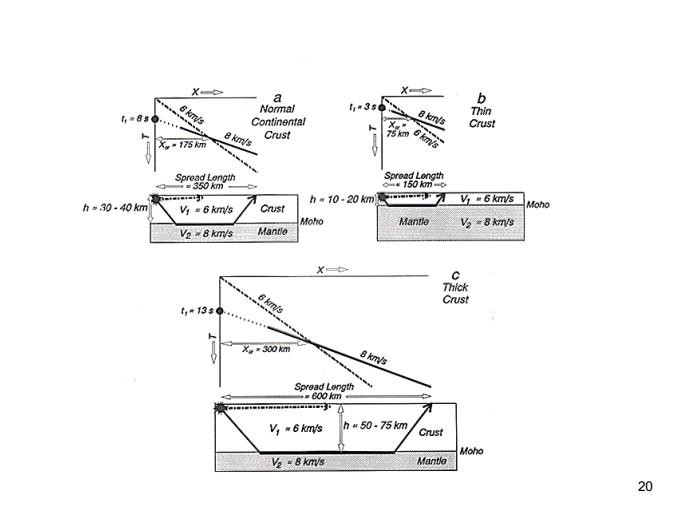 X
a
Normal
Continental
Crust
6 km/s
t₁ ≈ 8 s
T
8 km/s
Xcr ≈ 175 km
Spread Length
≈ 350 km
h ≈ 30 - 40 km
V₁ ≈ 6 km/s
Crust
Moho
V₂ ≈ 8 km/s
Mantle
X
b
Thin
Crust
t₁ ≈ 3 s
8 km/s
T
Xcr ≈
75 km
6 km/s
Spread Length
≈ 150 km
h ≈ 10 - 20 km
V₁ ≈ 6 km/s
Moho
Mantle
V₂ ≈ 8 km/s
X
c
Thick
Crust
6 km/s
t₁ ≈ 13 s
T
Xcr ≈ 300 km
8 km/s
Spread Length
≈ 600 km
V₁ ≈ 6 km/s
h ≈ 50 - 75 km
Crust
Moho
V₂ ≈ 8 km/s
Mantle
20